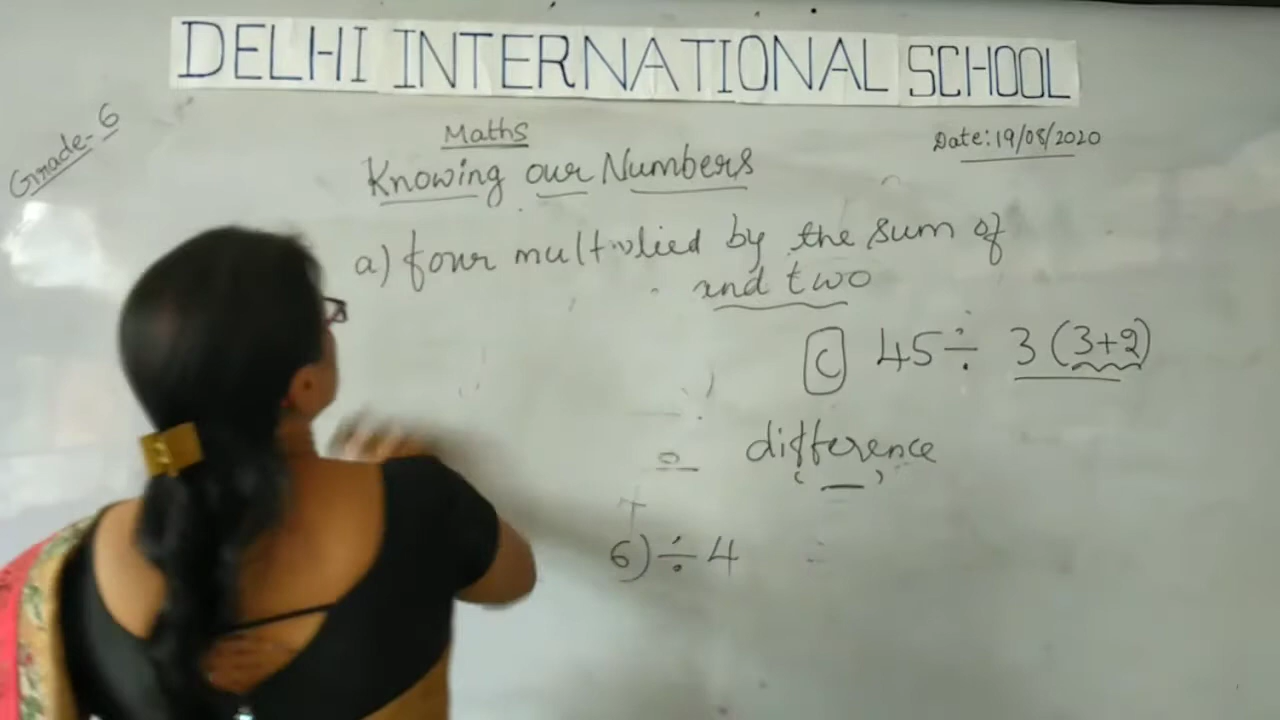 DELHI INTERNATIONAL SCHOOL
Grade-6
Maths
Date: 19/08/2020
Knowing our Numbers
a) four multiplied by the sum of
and two
C 45 ÷ 3 (3+2)
difference
( — )
6) ÷ 4